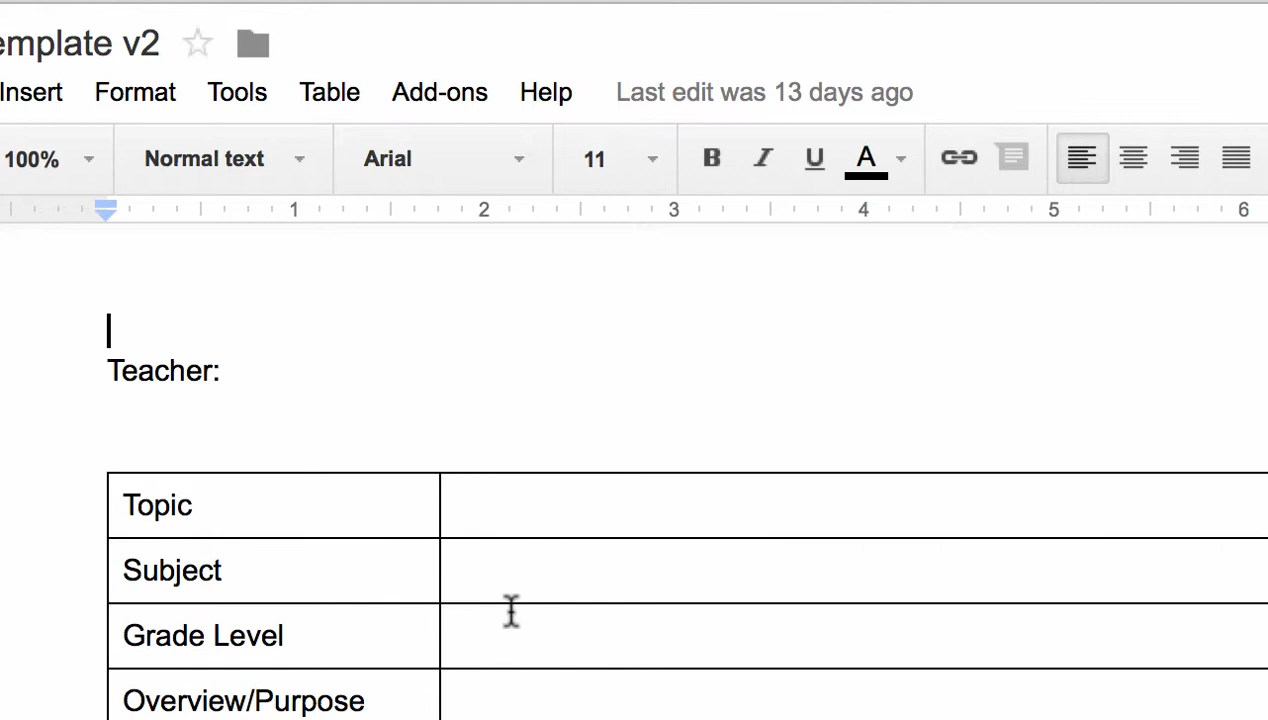 emplate v2
Insert Format Tools Table Add-ons Help Last edit was 13 days ago
100% Normal text Arial 11 B I U A
1 2 3 4 5 6
Teacher:
Topic
Subject
Grade Level
Overview/Purpose